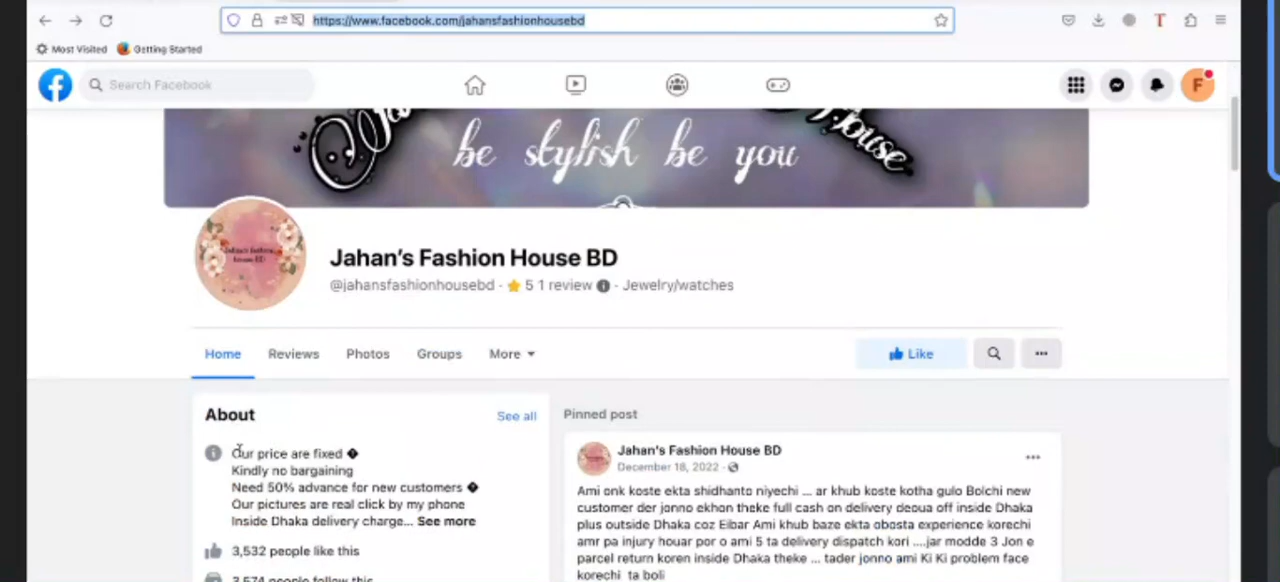 https://www.facebook.com/jahansfashionhousebd
T
Most Visited Getting Started
Search Facebook
F
House
be stylish be you
Jahan's Fashion House BD
Jahan's Fashion House BD
@jahansfashionhousebd · 5 1 review · Jewelry/watches
Home Reviews Photos Groups More
Like
About
See all
Our price are fixed �
Kindly no bargaining
Need 50% advance for new customers �
Our pictures are real click by my phone
Inside Dhaka delivery charge... See more
3,532 people like this
3,574 people follow this
Pinned post
Jahan's Fashion House BD
December 18, 2022 ·
Ami onk koste ekta shidhanto niyechi ... ar khub koste kotha gulo Bolchi new
customer der jonno ekhon theke full cash on delivery deoua off inside Dhaka
plus outside Dhaka coz Eibar Ami khub baze ekta obosta experience korechi
amr pa injury houar por o ami 5 ta delivery dispatch kori ....jar modde 3 Jon e
parcel return koren inside Dhaka theke ... tader jonno ami Ki Ki problem face
korechi ta boli